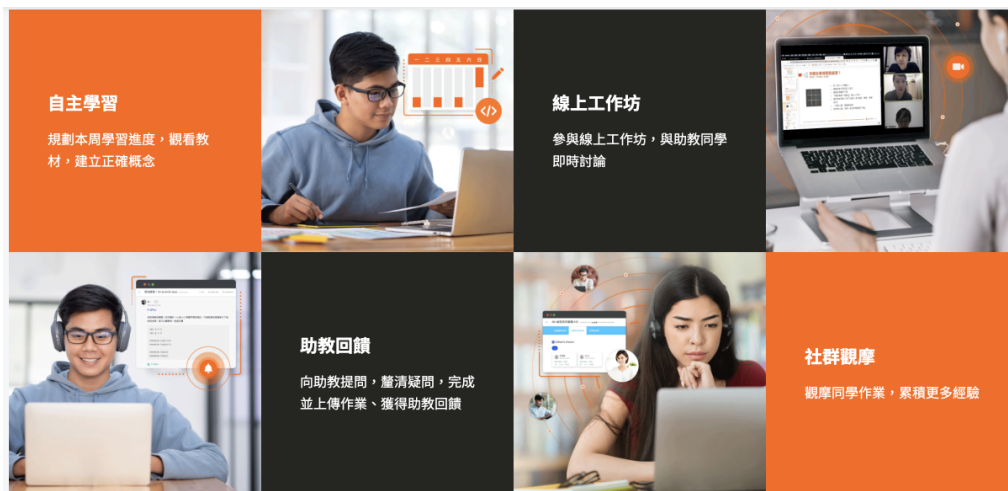 自主學習
規劃本周學習進度，觀看教
材，建立正確概念
一 二 三 四 五 六 日
</>
線上工作坊
參與線上工作坊，與助教同學
即時討論
助教回饋
向助教提問，釐清疑問，完成
並上傳作業、獲得助教回饋
社群觀摩
觀摩同學作業，累積更多經驗